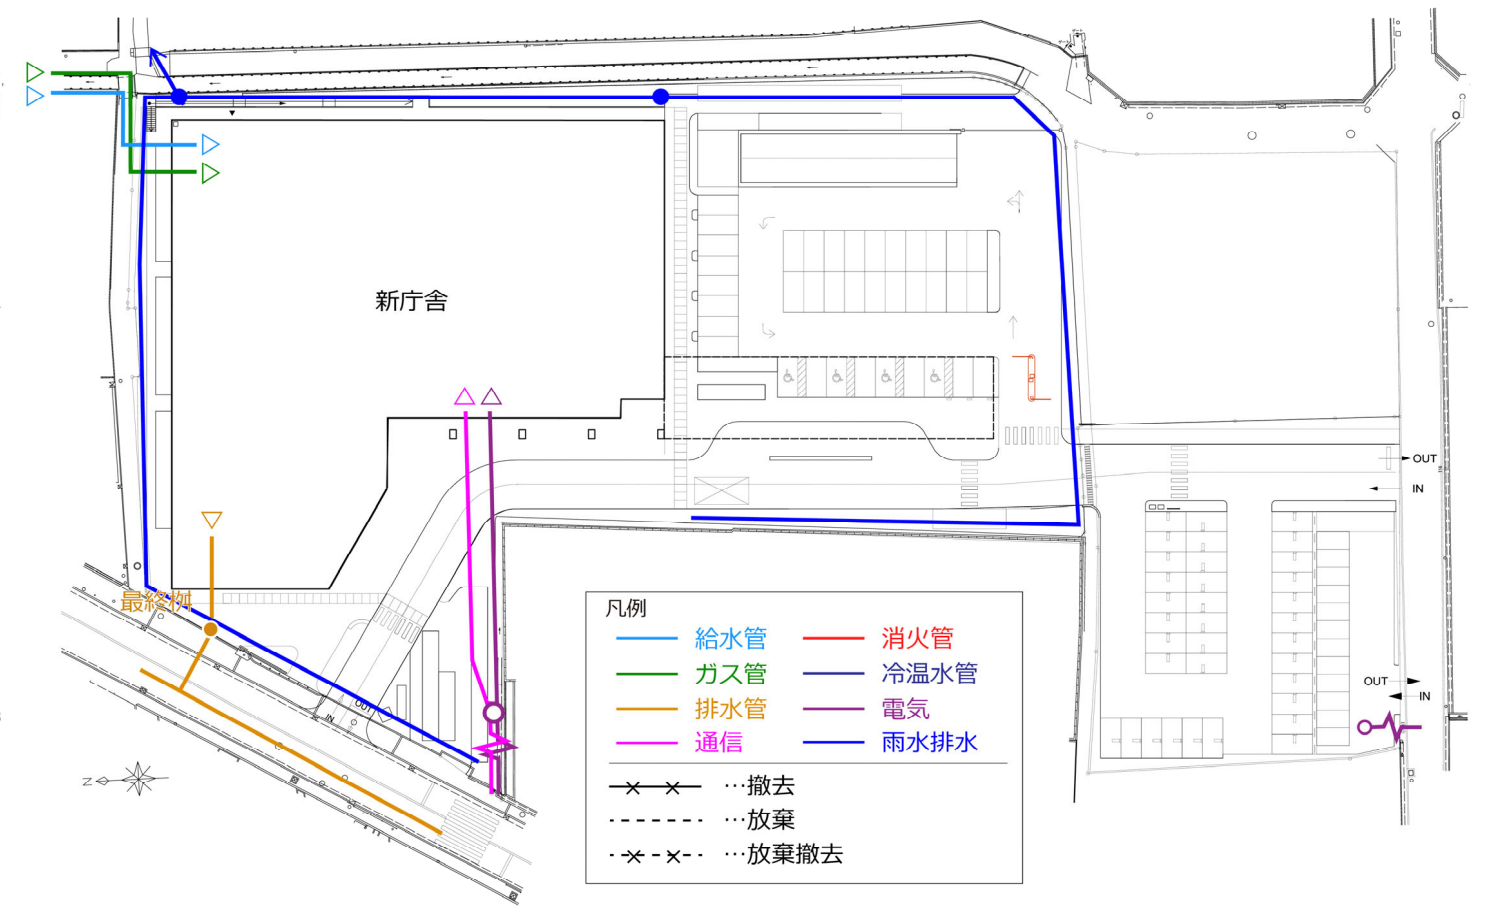 新庁舎
OUT
IN
最終桝
OUT
IN
OUT
IN
N
凡例
給水管
消火管
ガス管
冷温水管
排水管
電気
通信
雨水排水
…撤去
…放棄
…放棄撤去